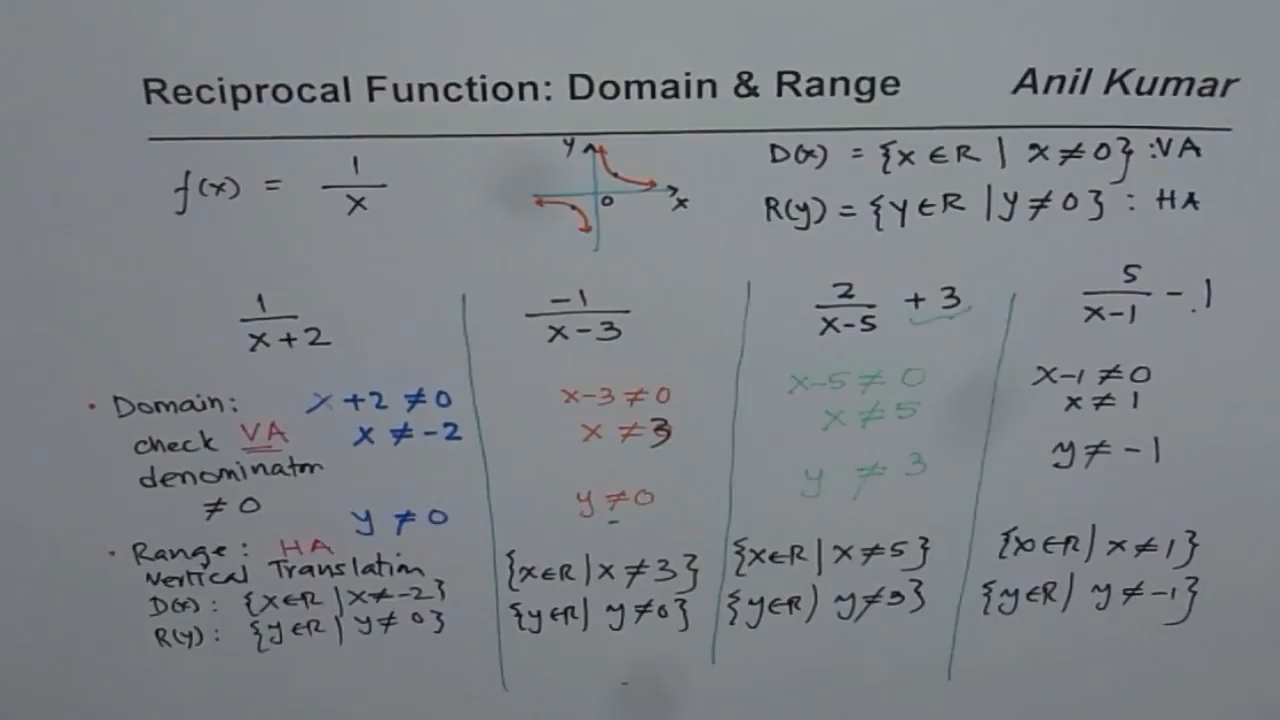 Reciprocal Function: Domain & Range
Anil Kumar
f(x) = 1/x
y
x
0
D(x) = {x ∈ R | x ≠ 0} : VA
R(y) = {y ∈ R | y ≠ 0} : HA
1/(x+2)
-1/(x-3)
2/(x-5) + 3
5/(x-1) - 1
• Domain:
check VA
denominator
≠ 0
x+2 ≠ 0
x ≠ -2
y ≠ 0
• Range: HA
Vertical Translation
D(x): {x∈R | x≠-2}
R(y): {y∈R | y≠0}
x-3 ≠ 0
x ≠ 3
y ≠ 0
{x∈R | x ≠ 3}
{y∈R | y≠0}
x-5 ≠ 0
x ≠ 5
y ≠ 3
{x∈R | x≠5}
{y∈R) y≠3}
x-1 ≠ 0
x ≠ 1
y ≠ -1
{x∈R | x≠1}
{y∈R | y≠-1}